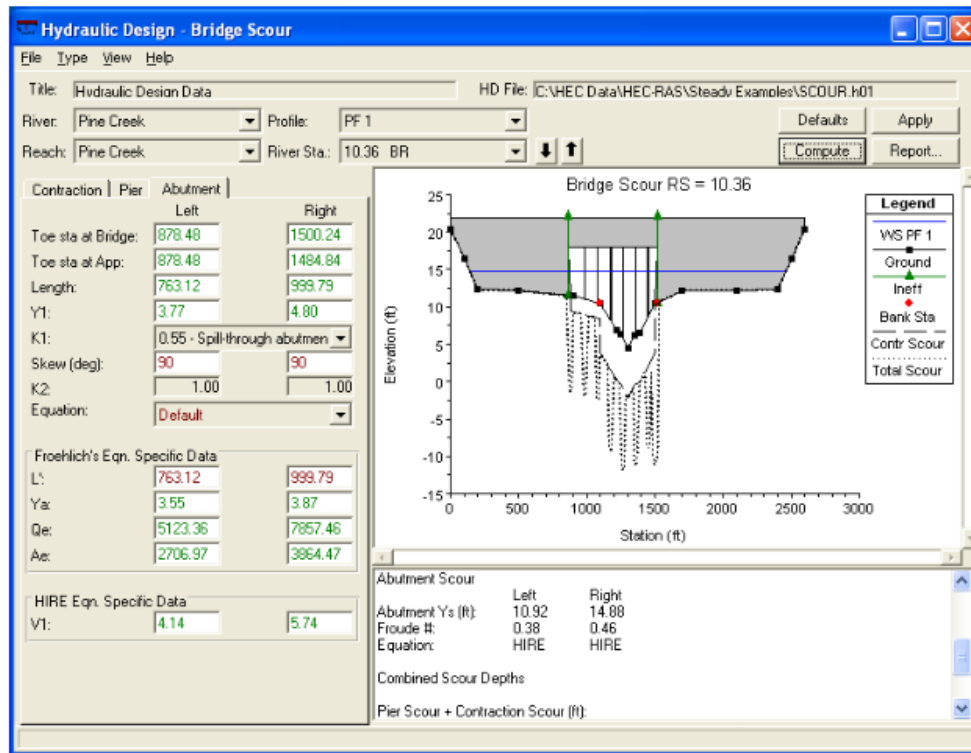 Hydraulic Design - Bridge Scour
File Type View Help
Title: Hydraulic Design Data HD File: C:\HEC Data\HEC-RAS\Steady Examples\SCOUR.h01
River: Pine Creek Profile: PF 1 Defaults Apply
Reach: Pine Creek River Sta.: 10.36 BR Compute Report...
Contraction Pier Abutment
Left Right
Toe sta at Bridge: 878.48 1500.24
Toe sta at App: 878.48 1484.84
Length: 763.12 999.79
Y1: 3.77 4.80
K1: 0.55 - Spill-through abutmen
Skew (deg): 90 90
K2: 1.00 1.00
Equation: Default
Froehlich's Eqn. Specific Data
L': 763.12 999.79
Ya: 3.55 3.87
Qe: 5123.36 7857.46
Ae: 2706.97 3864.47
HIRE Eqn. Specific Data
V1: 4.14 5.74
Bridge Scour RS = 10.36
25
20
15
10
5
0
-5
-10
-15
Elevation (ft)
0 500 1000 1500 2000 2500 3000
Station (ft)
Legend
WS PF 1
Ground
Ineff
Bank Sta
Contr Scour
Total Scour
Abutment Scour
Left Right
Abutment Ys (ft): 10.92 14.88
Froude #: 0.38 0.46
Equation: HIRE HIRE
Combined Scour Depths
Pier Scour + Contraction Scour (ft):